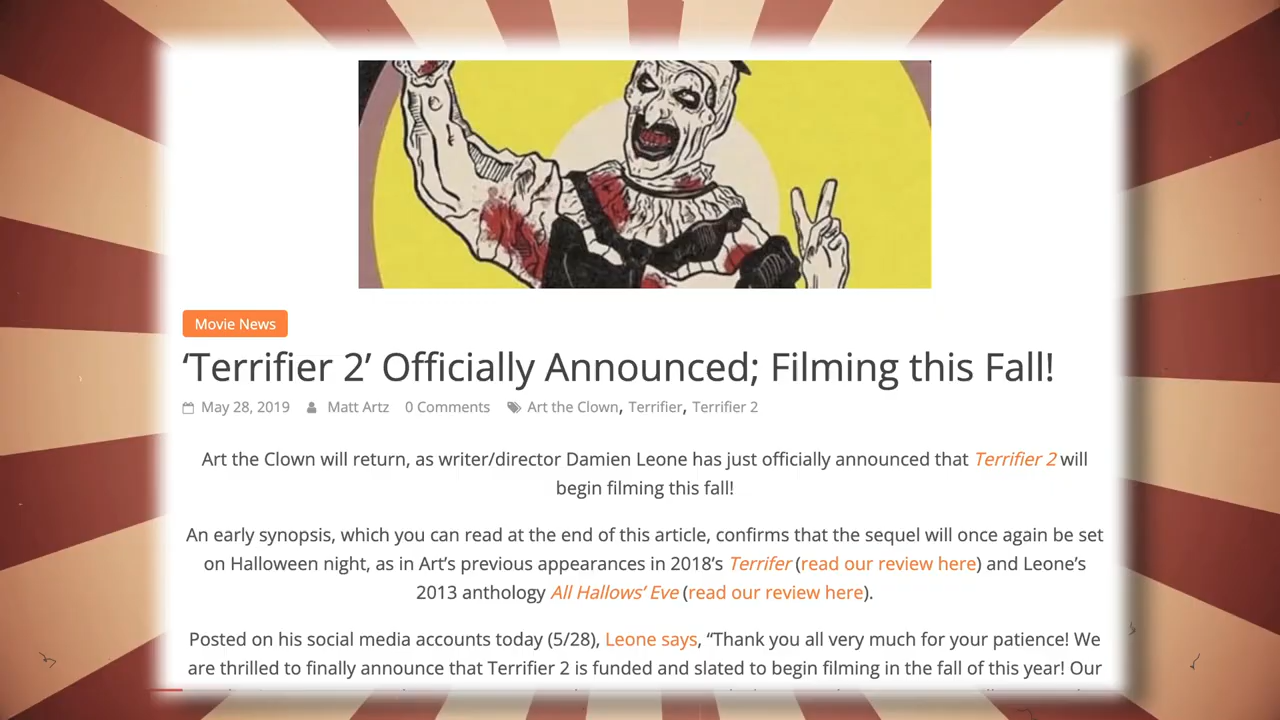 Movie News
‘Terrifier 2’ Officially Announced; Filming this Fall!
May 28, 2019 Matt Artz 0 Comments Art the Clown, Terrifier, Terrifier 2
Art the Clown will return, as writer/director Damien Leone has just officially announced that Terrifier 2 will
begin filming this fall!
An early synopsis, which you can read at the end of this article, confirms that the sequel will once again be set
on Halloween night, as in Art’s previous appearances in 2018’s Terrifer (read our review here) and Leone’s
2013 anthology All Hallows’ Eve (read our review here).
Posted on his social media accounts today (5/28), Leone says, “Thank you all very much for your patience! We
are thrilled to finally announce that Terrifier 2 is funded and slated to begin filming in the fall of this year! Our